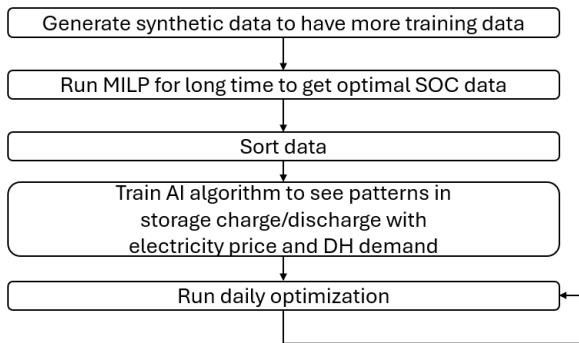 Generate synthetic data to have more training data
Run MILP for long time to get optimal SOC data
Sort data
Train AI algorithm to see patterns in
storage charge/discharge with
electricity price and DH demand
Run daily optimization